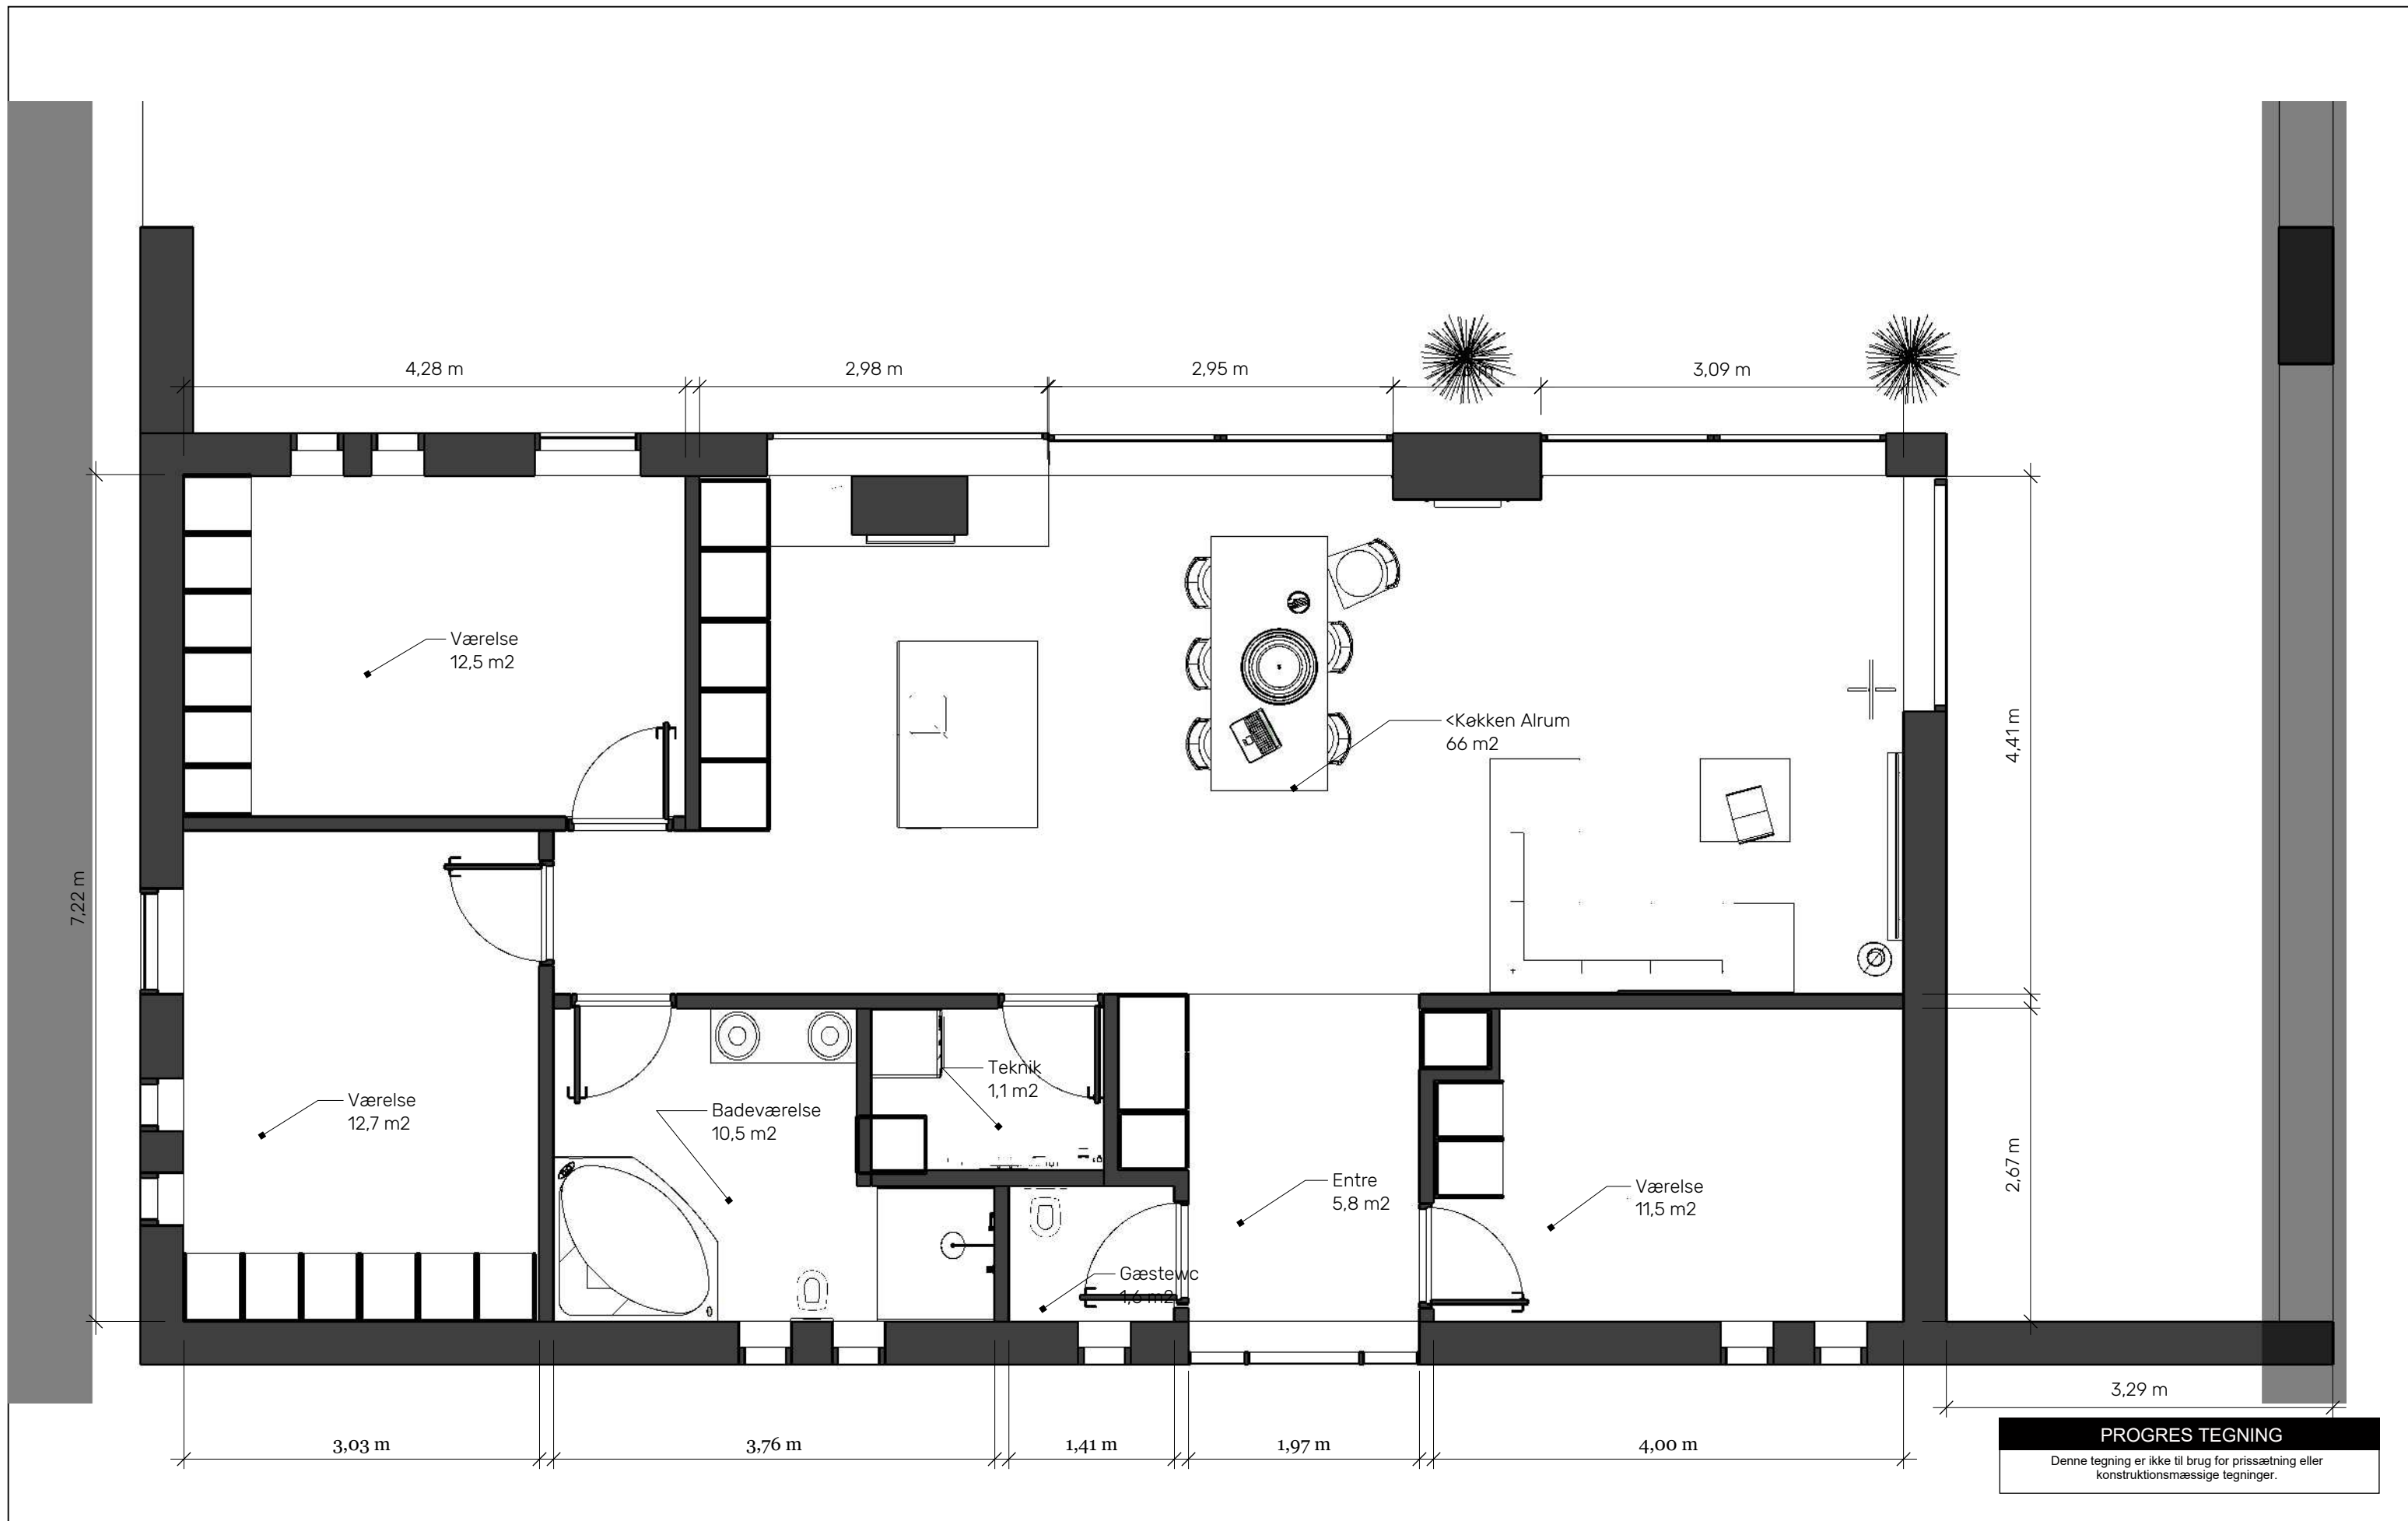 4,28 m
2,98 m
2,95 m
3,09 m
Værelse
12,5 m2
<Køkken Alrum
66 m2
4,41 m
7,22 m
Teknik
1,1 m2
Værelse
12,7 m2
Badeværelse
10,5 m2
Entre
5,8 m2
Værelse
11,5 m2
2,67 m
Gæstewc
1,6 m2
3,29 m
3,03 m
3,76 m
1,41 m
1,97 m
4,00 m
PROGRES TEGNING
Denne tegning er ikke til brug for prissætning eller
konstruktionsmæssige tegninger.